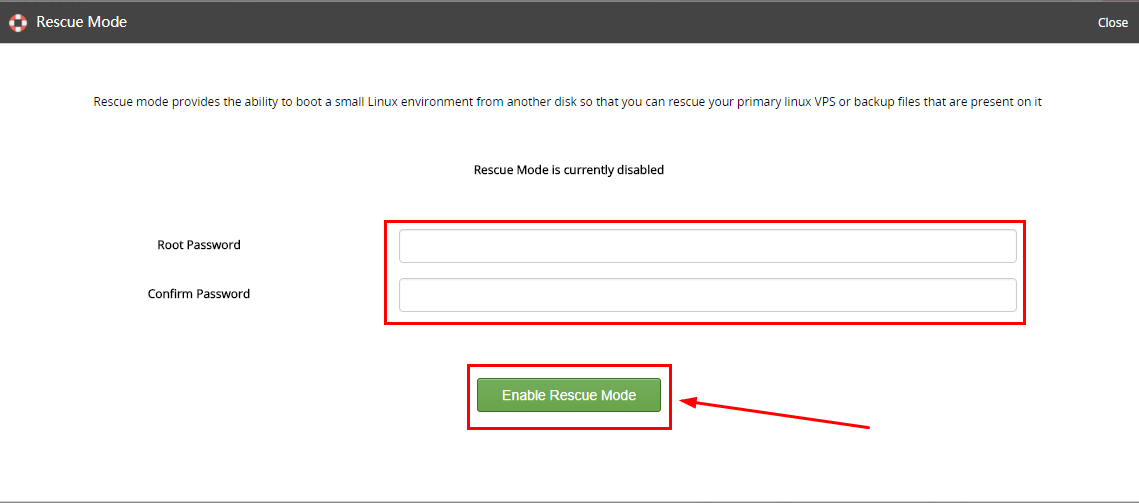 Rescue Mode
Close
Rescue mode provides the ability to boot a small Linux environment from another disk so that you can rescue your primary linux VPS or backup files that are present on it
Rescue Mode is currently disabled
Root Password
Confirm Password
Enable Rescue Mode